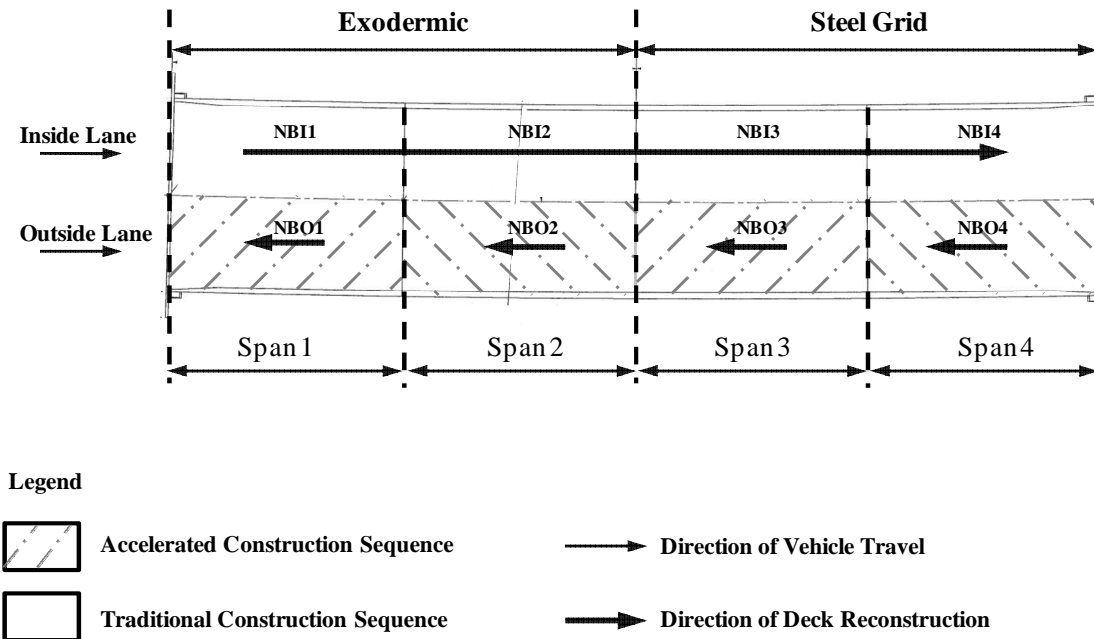 Exodermic Steel Grid
Inside Lane NBI1 NBI2 NBI3 NBI4
Outside Lane NBO1 NBO2 NBO3 NBO4
Span 1 Span 2 Span 3 Span 4
Legend
Accelerated Construction Sequence Direction of Vehicle Travel
Traditional Construction Sequence Direction of Deck Reconstruction